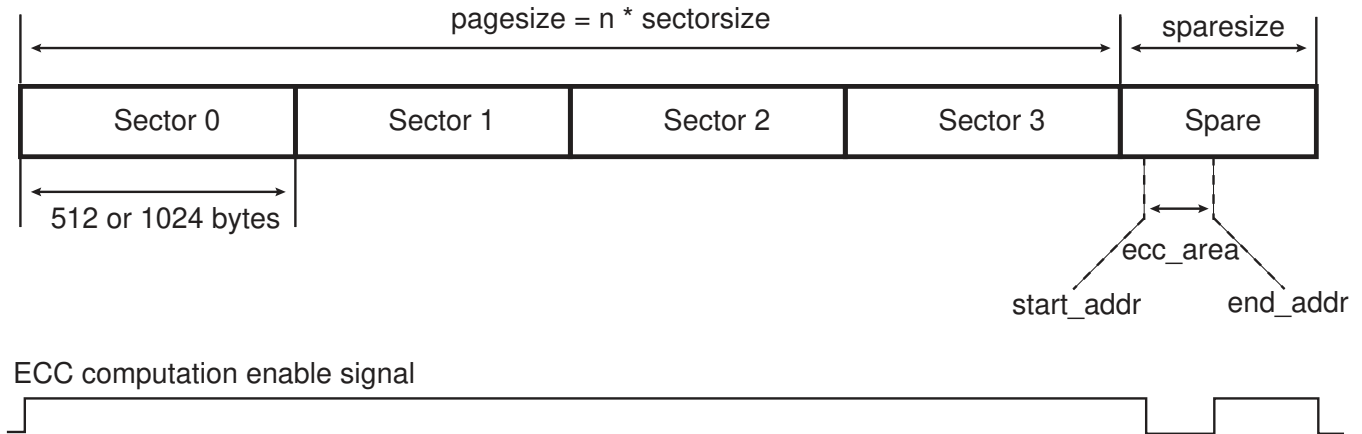 pagesize = n * sectorsize
sparesize
Sector 0
Sector 1
Sector 2
Sector 3
Spare
512 or 1024 bytes
ecc_area
start_addr
end_addr
ECC computation enable signal